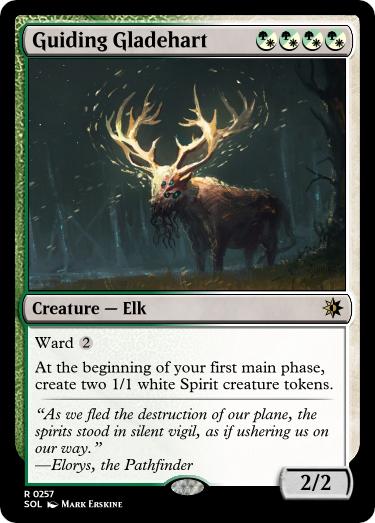 Guiding Gladehart
Creature — Elk
Ward 2
At the beginning of your first main phase,
create two 1/1 white Spirit creature tokens.
“As we fled the destruction of our plane, the
spirits stood in silent vigil, as if ushering us on
our way.”
—Elorys, the Pathfinder
2/2
R 0257
SOL Mark Erskine